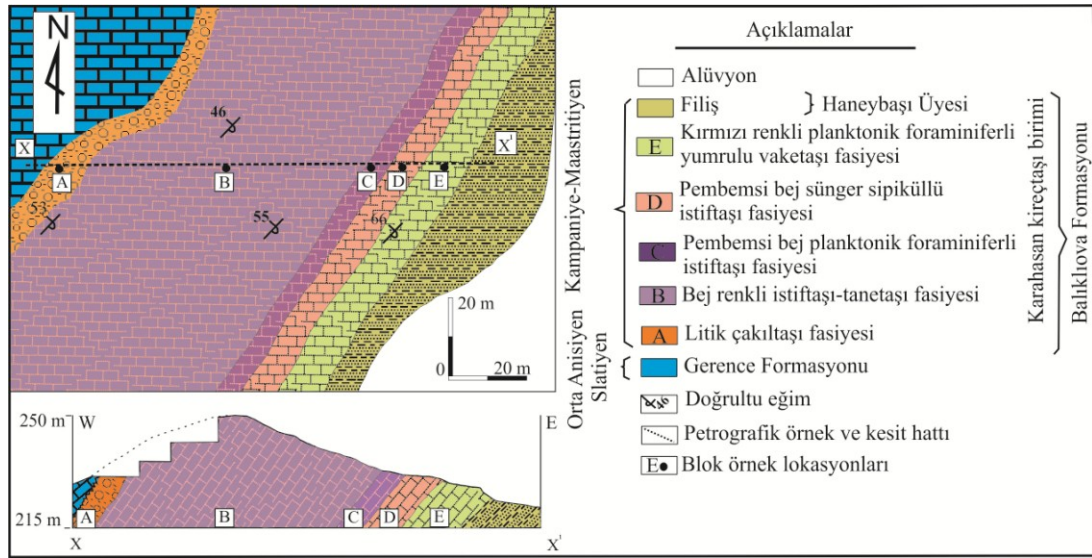 N
46
X
X'
A
B
C
D
E
53
55
66
20 m
0
20 m
250 m
W
E
215 m
A
B
C
D
E
X
X'
Kampaniye-Maastritiyen
Orta Anisiyen
Slatiyen
Açıklamalar
Alüvyon
Filiş
Haneybaşı Üyesi
E Kırmızı renkli planktonik foraminiferli
yumrulu vaketaşı fasiyesi
D Pembemsi bej sünger sipiküllü
istiftaşı fasiyesi
C Pembemsi bej planktonik foraminiferli
istiftaşı fasiyesi
B Bej renkli istiftaşı-tanetaşı fasiyesi
A Litik çakıltaşı fasiyesi
Gerence Formasyonu
Doğrultu eğim
Petrografik örnek ve kesit hattı
E Blok örnek lokasyonları
Karahasan kireçtaşı birimi
Balıklıova Formasyonu